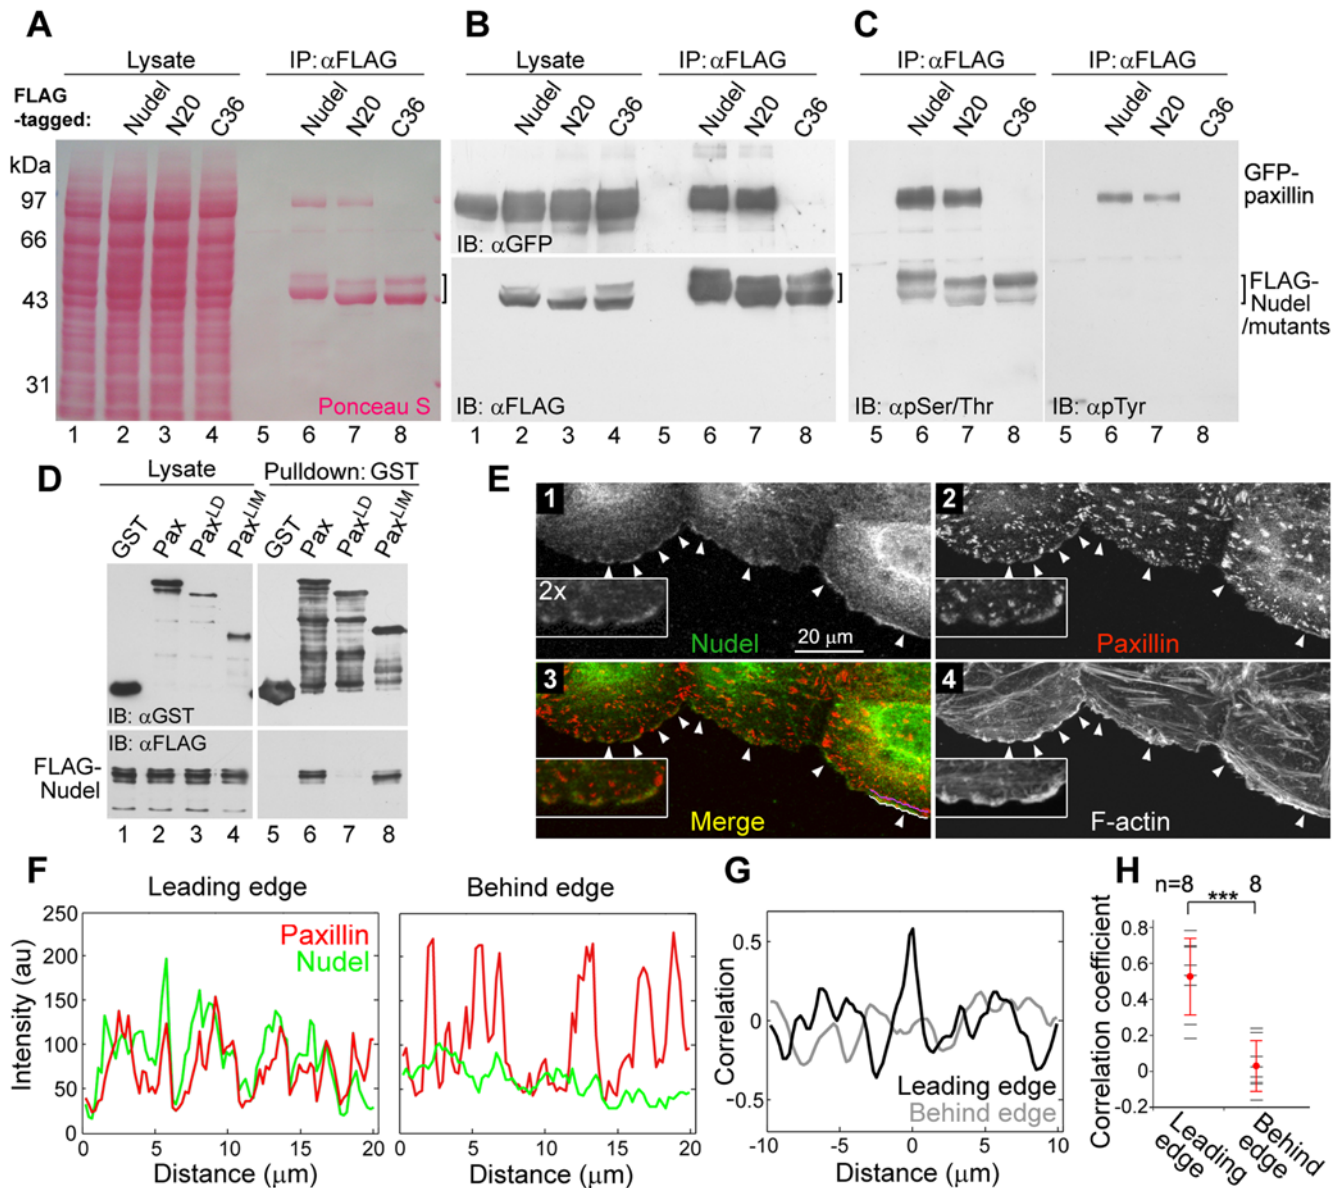 A
B
C
Lysate
IP: αFLAG
Lysate
IP: αFLAG
IP: αFLAG
IP: αFLAG
FLAG
-tagged:
Nudel
N20
C36
Nudel
N20
C36
Nudel
N20
C36
Nudel
N20
C36
Nudel
N20
C36
Nudel
N20
C36
kDa
97
66
43
31
Ponceau S
IB: αGFP
IB: αFLAG
IB: αpSer/Thr
IB: αpTyr
GFP-
paxillin
FLAG-
Nudel
/mutants
1 2 3 4 5 6 7 8
1 2 3 4 5 6 7 8
5 6 7 8
5 6 7 8
D
Lysate
Pulldown: GST
GST
Pax
Pax^LD
Pax^LIM
GST
Pax
Pax^LD
Pax^LIM
IB: αGST
IB: αFLAG
FLAG-
Nudel
1 2 3 4 5 6 7 8
E
1
2x
Nudel
20 μm
2
Paxillin
3
Merge
4
F-actin
F
Leading edge
Behind edge
Paxillin
Nudel
Intensity (au)
250
200
150
100
50
0
0 5 10 15 20
0 5 10 15 20
Distance (μm)
Distance (μm)
G
Correlation
0.5
0
-0.5
Leading edge
Behind edge
-10 -5 0 5 10
Distance (μm)
H
n=8 8
***
Correlation coefficient
0.8
0.6
0.4
0.2
0
-0.2
Leading
edge
Behind
edge